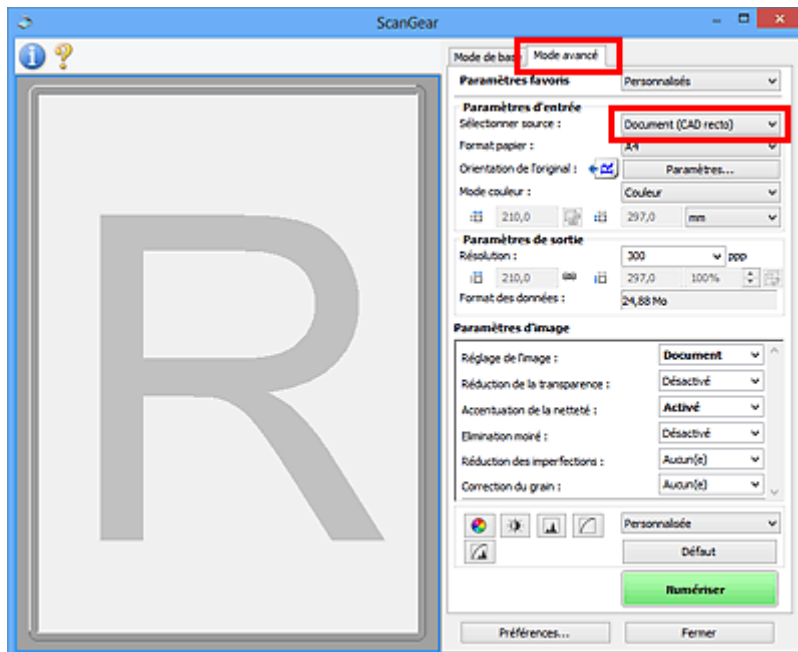 ScanGear
Mode de base Mode avancé
Paramètres favoris Personnalisés
Paramètres d'entrée
Sélectionner source : Document (CAD recto)
Format papier : A4
Orientation de l'original : Paramètres...
Mode couleur : Couleur
210,0 297,0 mm
Paramètres de sortie
Résolution : 300 ppp
210,0 297,0 100%
Format des données : 24,88 Mo
Paramètres d'image
Réglage de l'image : Document
Réduction de la transparence : Désactivé
Accentuation de la netteté : Activé
Elimination moiré : Désactivé
Réduction des imperfections : Aucun(e)
Correction du grain : Aucun(e)
Personnalisée
Défaut
Numériser
Préférences... Fermer
R